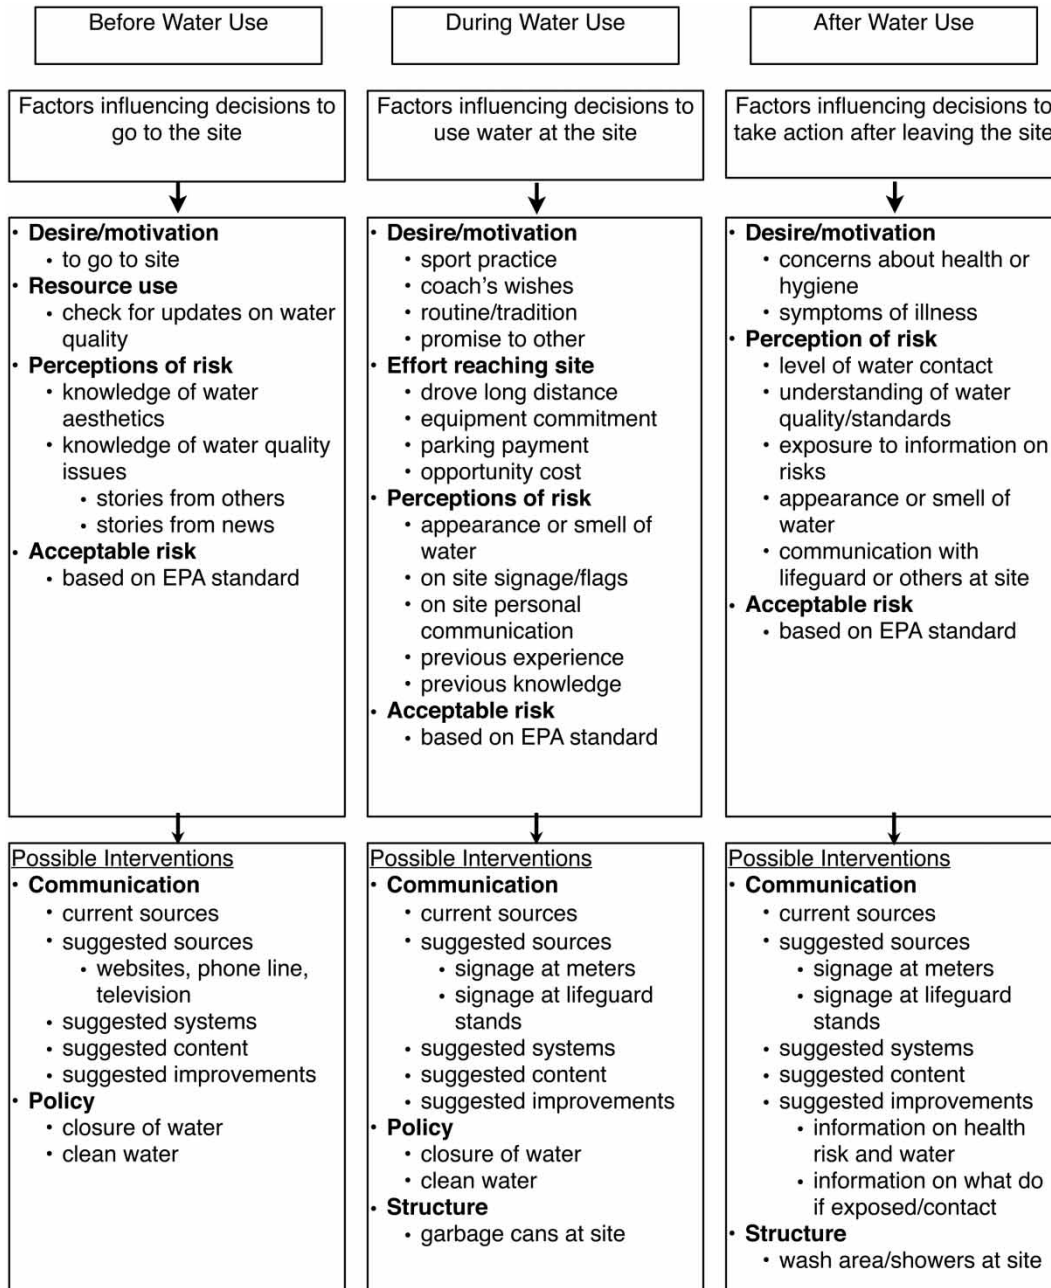 Before Water Use
Factors influencing decisions to
go to the site
• Desire/motivation
• to go to site
• Resource use
• check for updates on water
quality
• Perceptions of risk
• knowledge of water
aesthetics
• knowledge of water quality
issues
• stories from others
• stories from news
• Acceptable risk
• based on EPA standard
Possible Interventions
• Communication
• current sources
• suggested sources
• websites, phone line,
television
• suggested systems
• suggested content
• suggested improvements
• Policy
• closure of water
• clean water
During Water Use
Factors influencing decisions to
use water at the site
• Desire/motivation
• sport practice
• coach's wishes
• routine/tradition
• promise to other
• Effort reaching site
• drove long distance
• equipment commitment
• parking payment
• opportunity cost
• Perceptions of risk
• appearance or smell of
water
• on site signage/flags
• on site personal
communication
• previous experience
• previous knowledge
• Acceptable risk
• based on EPA standard
Possible Interventions
• Communication
• current sources
• suggested sources
• signage at meters
• signage at lifeguard
stands
• suggested systems
• suggested content
• suggested improvements
• Policy
• closure of water
• clean water
• Structure
• garbage cans at site
After Water Use
Factors influencing decisions to
take action after leaving the site
• Desire/motivation
• concerns about health or
hygiene
• symptoms of illness
• Perception of risk
• level of water contact
• understanding of water
quality/standards
• exposure to information on
risks
• appearance or smell of
water
• communication with
lifeguard or others at site
• Acceptable risk
• based on EPA standard
Possible Interventions
• Communication
• current sources
• suggested sources
• signage at meters
• signage at lifeguard
stands
• suggested systems
• suggested content
• suggested improvements
• information on health
risk and water
• information on what do
if exposed/contact
• Structure
• wash area/showers at site